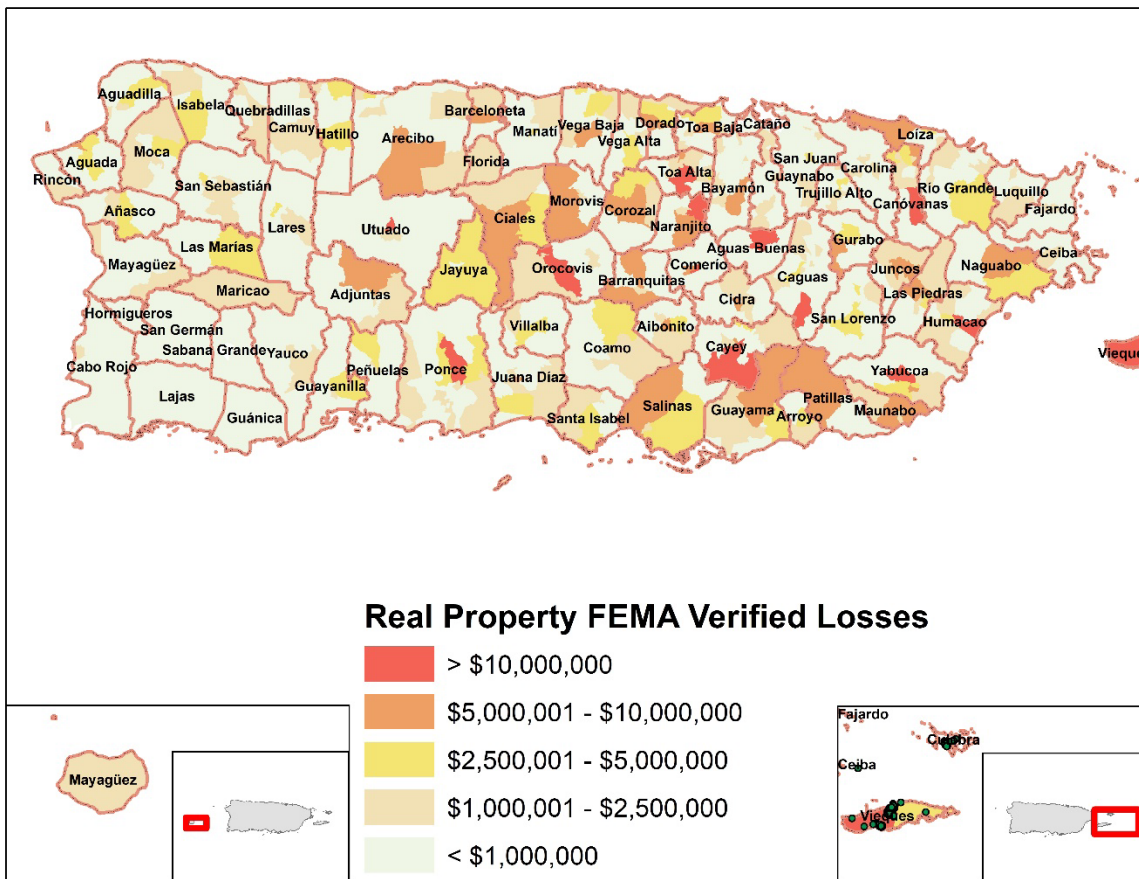 Aguadilla
Isabela
Quebradillas
Camuy
Hatillo
Barceloneta
Arecibo
Manatí
Vega Baja
Dorado
Vega Alta
Toa Baja
Cataño
Loíza
Moca
Aguada
Rincón
Florida
San Juan
Guaynabo
Carolina
Toa Alta
Bayamón
Trujillo Alto
San Sebastián
Canóvanas
Río Grande
Luquillo
Fajardo
Añasco
Lares
Utuado
Ciales
Morovis
Corozal
Naranjito
Las Marías
Aguas Buenas
Gurabo
Ceiba
Mayagüez
Jayuya
Orocovis
Comerío
Caguas
Juncos
Naguabo
Maricao
Adjuntas
Barranquitas
Cidra
Las Piedras
Hormigueros
San Germán
San Lorenzo
Humacao
Villalba
Aibonito
Sabana Grande
Yauco
Coamo
Cayey
Vieque
Cabo Rojo
Guayanilla
Peñuelas
Ponce
Juana Díaz
Yabucoa
Lajas
Patillas
Guánica
Santa Isabel
Salinas
Guayama
Arroyo
Maunabo
Real Property FEMA Verified Losses
> $10,000,000
$5,000,001 - $10,000,000
$2,500,001 - $5,000,000
$1,000,001 - $2,500,000
< $1,000,000
Mayagüez
Fajardo
Culebra
Ceiba
Vieques